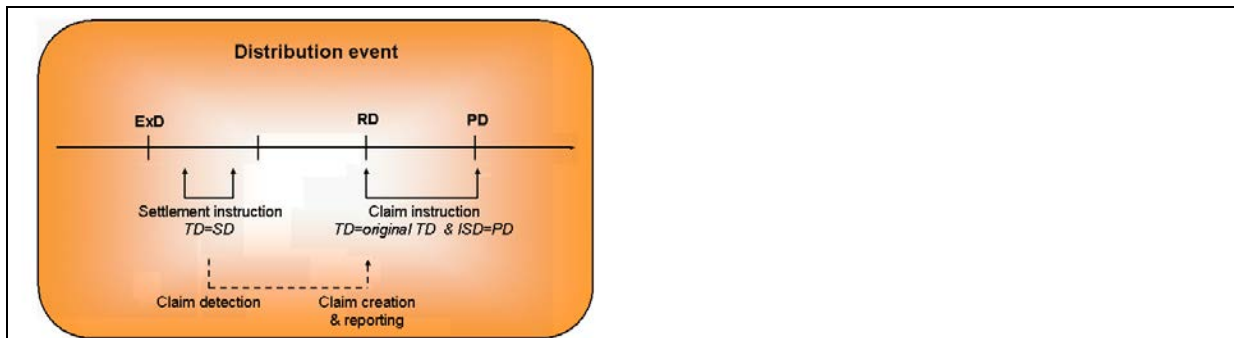 Distribution event
ExD RD PD
Settlement instruction Claim instruction
TD=SD TD=original TD & ISD=PD
Claim detection Claim creation
& reporting